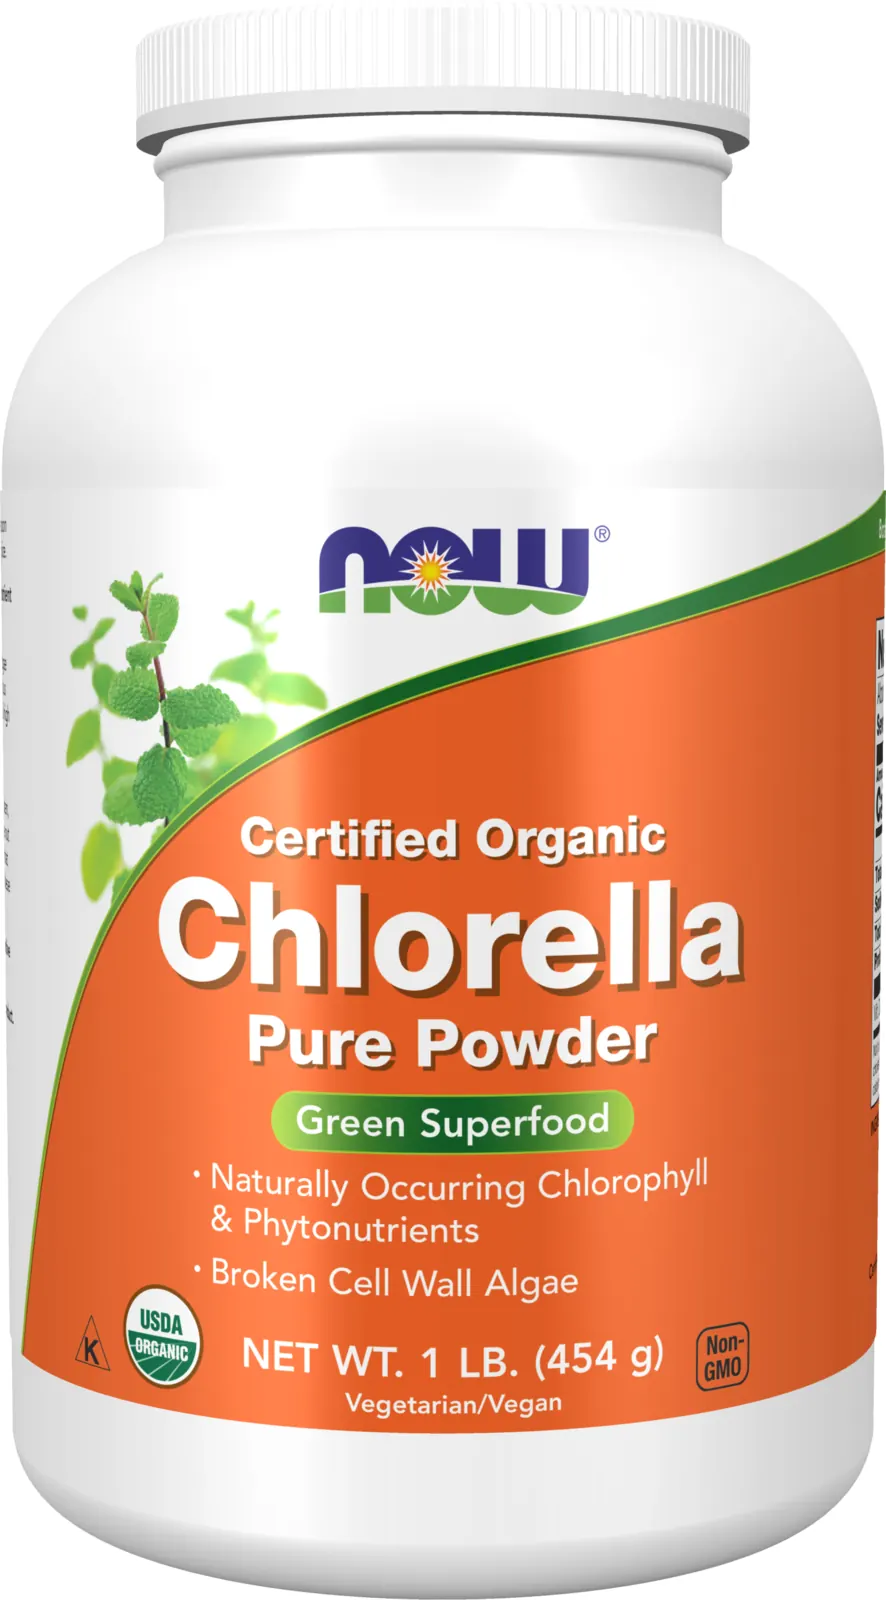 now®
Certified Organic
Chlorella
Pure Powder
Green Superfood
• Naturally Occurring Chlorophyll
& Phytonutrients
• Broken Cell Wall Algae
K
USDA
ORGANIC
NET WT. 1 LB. (454 g)
Vegetarian/Vegan
Non-
GMO